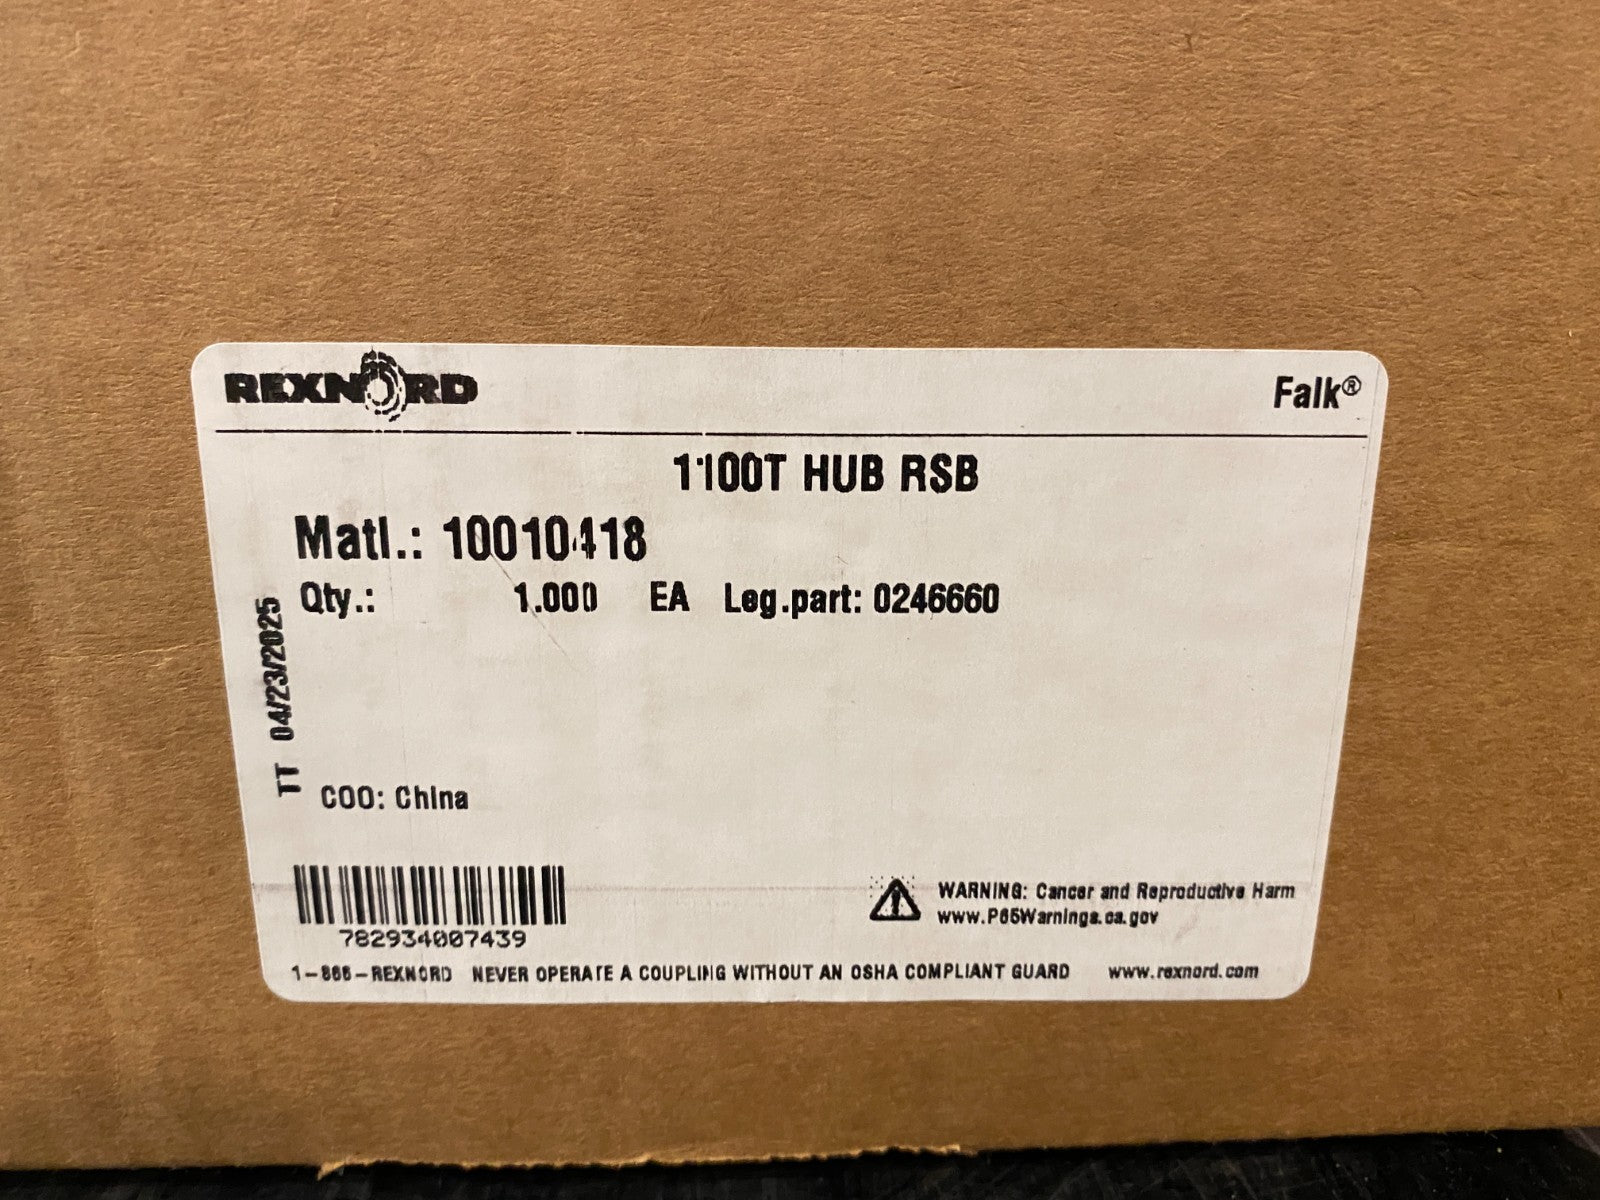 REXNORD
Falk®
1100T HUB RSB
Matl.: 10010418
Qty.: 1.000 EA Leg.part: 0246660
TT 04/23/2025
COO: China
782934007439
WARNING: Cancer and Reproductive Harm
www.P65Warnings.ca.gov
1-866-REXNORD NEVER OPERATE A COUPLING WITHOUT AN OSHA COMPLIANT GUARD www.rexnord.com